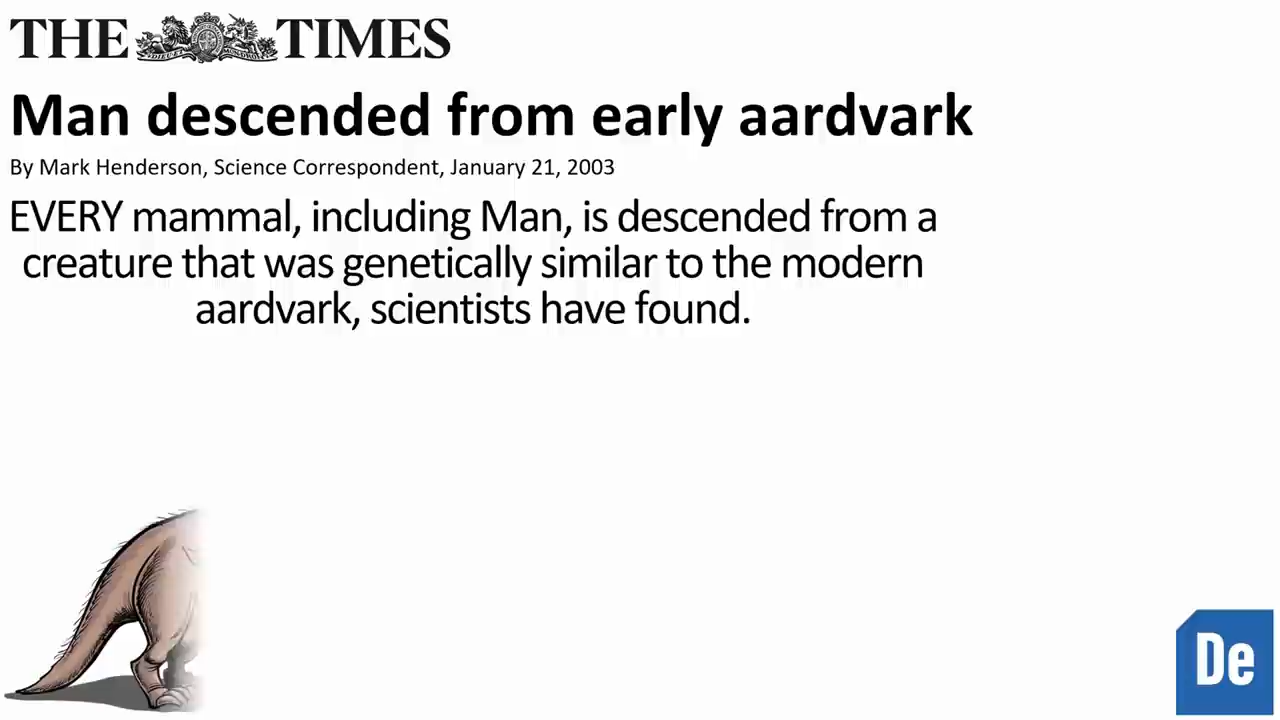 THE TIMES
Man descended from early aardvark
By Mark Henderson, Science Correspondent, January 21, 2003
EVERY mammal, including Man, is descended from a
creature that was genetically similar to the modern
aardvark, scientists have found.
De